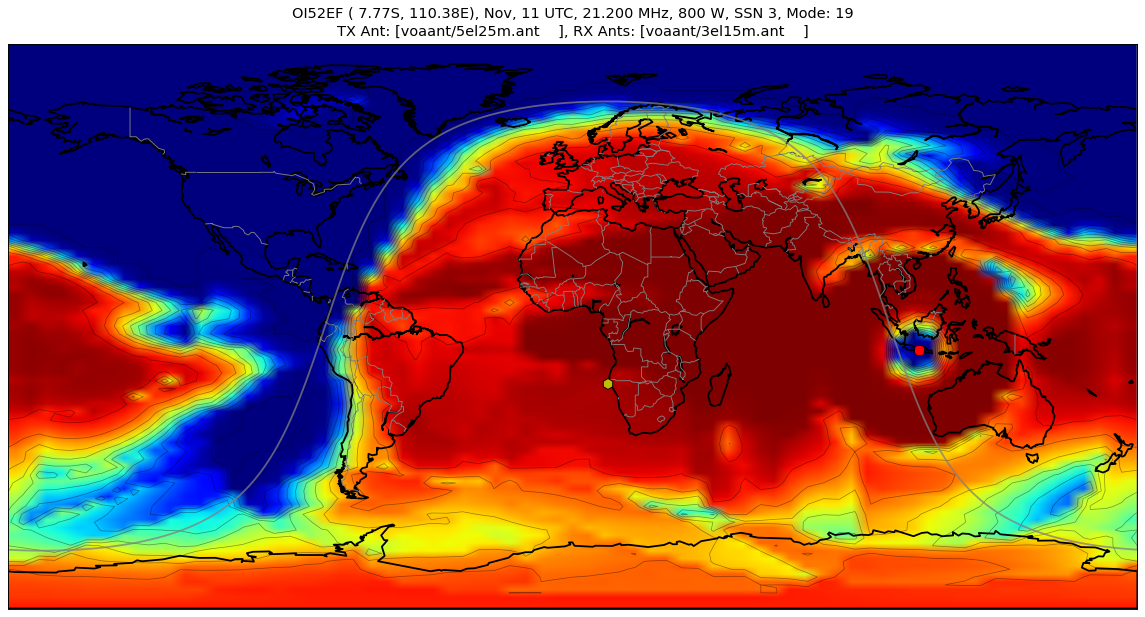 OI52EF ( 7.77S, 110.38E), Nov, 11 UTC, 21.200 MHz, 800 W, SSN 3, Mode: 19
TX Ant: [voaant/5el25m.ant    ], RX Ants: [voaant/3el15m.ant    ]